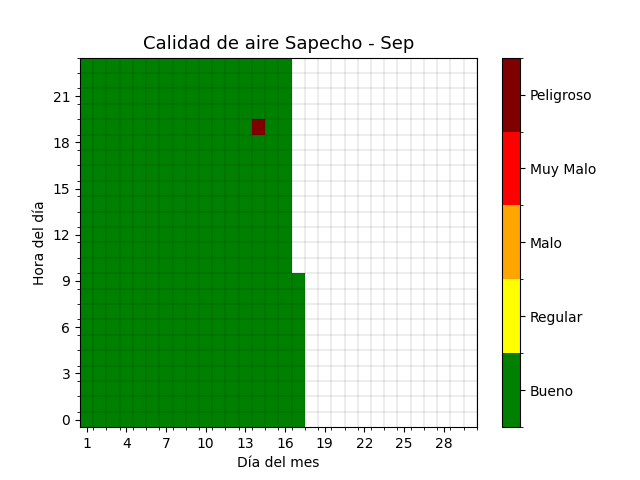 Calidad de aire Sapecho - Sep
21
18
15
12
9
6
3
0
Hora del día
1 4 7 10 13 16 19 22 25 28
Día del mes
Peligroso
Muy Malo
Malo
Regular
Bueno